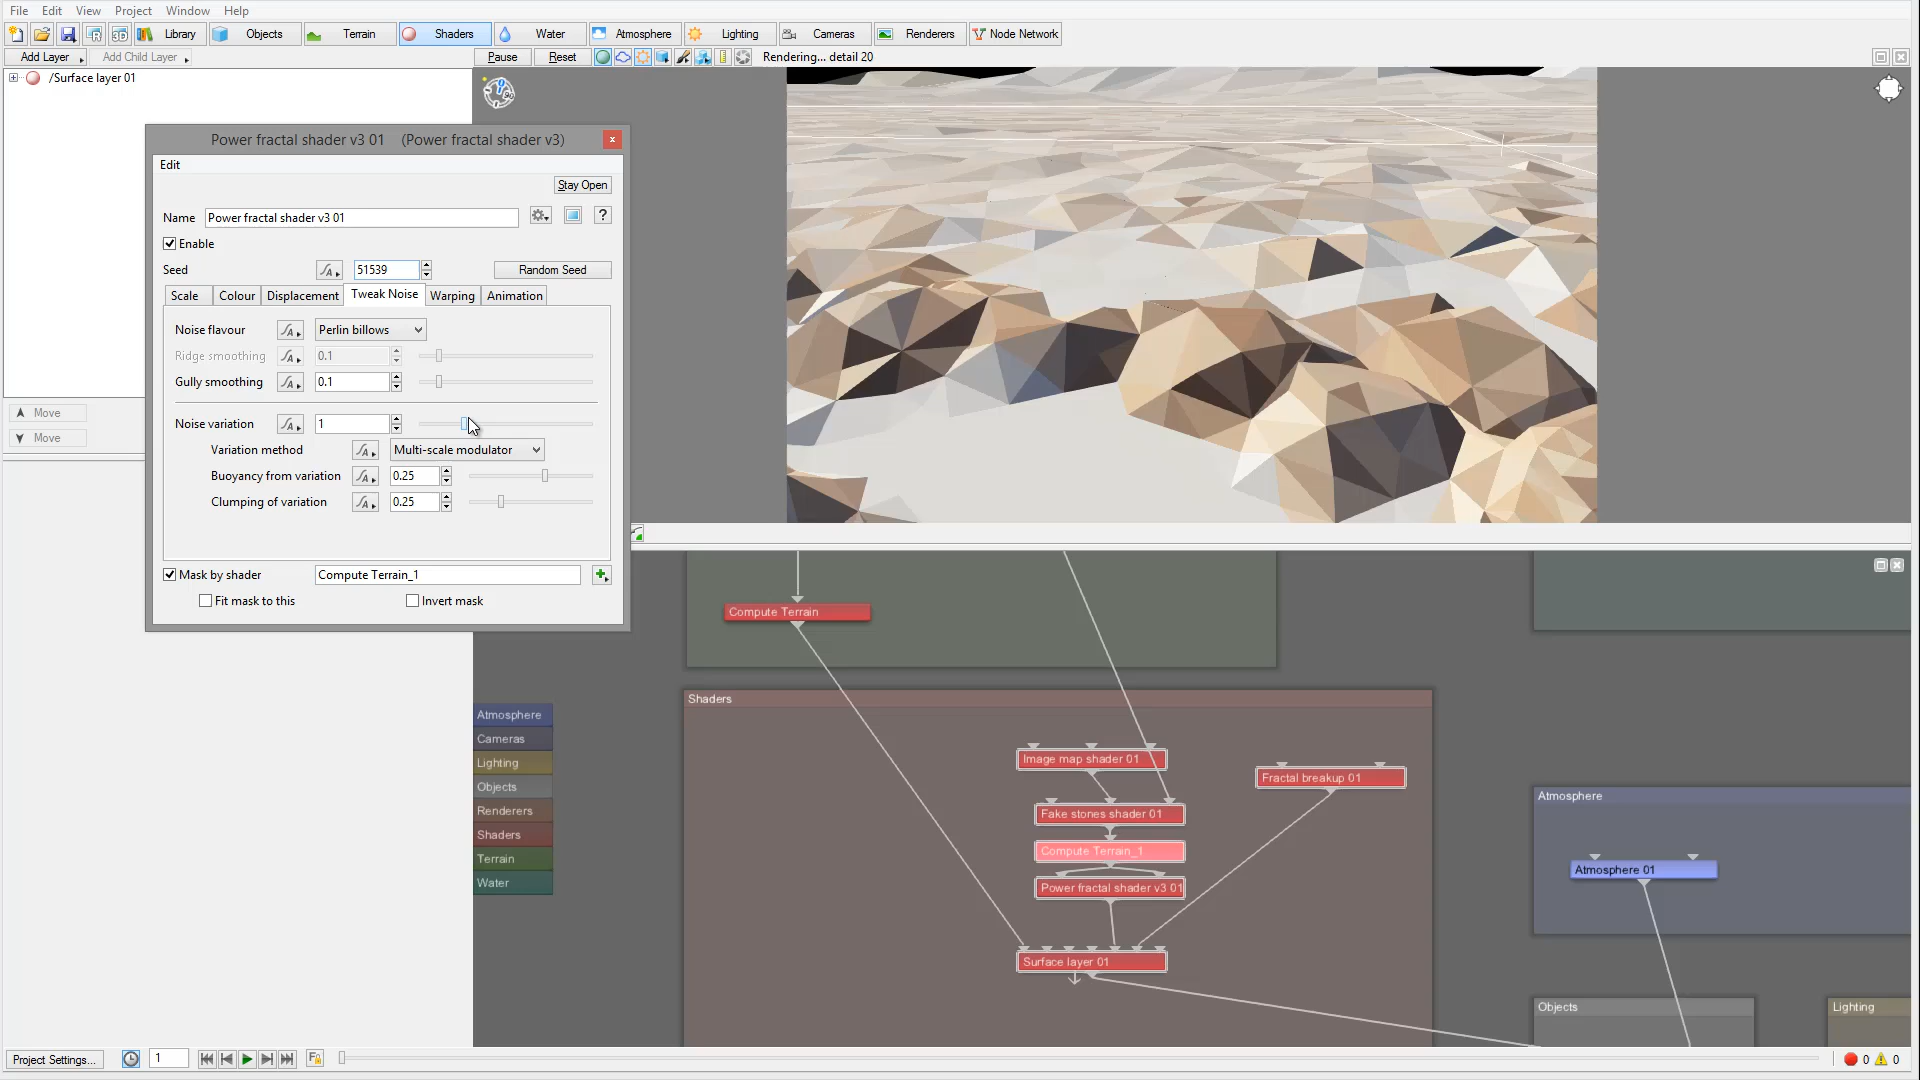 File Edit View Project Window Help
Library Objects Terrain Shaders Water Atmosphere Lighting Cameras Renderers Node Network
Add Layer Add Child Layer Pause Reset Rendering... detail 20
/Surface layer 01
Power fractal shader v3 01 (Power fractal shader v3) x
Edit
Stay Open
Name Power fractal shader v3 01 ?
Enable
Seed 51539 Random Seed
Scale Colour Displacement Tweak Noise Warping Animation
Noise flavour Perlin billows
Ridge smoothing 0.1
Gully smoothing 0.1
Noise variation 1
Variation method Multi-scale modulator
Buoyancy from variation 0.25
Clumping of variation 0.25
Mask by shader Compute Terrain_1
Fit mask to this Invert mask
Move
Move
Compute Terrain
Shaders
Image map shader 01
Fractal breakup 01
Fake stones shader 01
Compute Terrain_1
Power fractal shader v3 01
Surface layer 01
Atmosphere
Cameras
Lighting
Objects
Renderers
Shaders
Terrain
Water
Atmosphere
Atmosphere 01
Objects
Lighting
Project Settings... 1 0 0